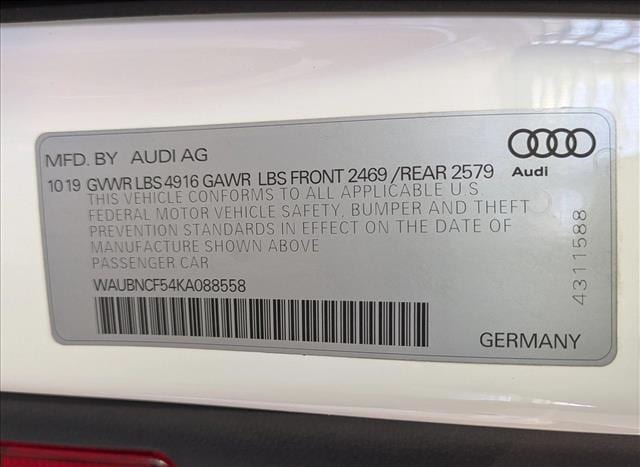 MFD. BY AUDI AG
10 19 GVWR LBS 4916 GAWR LBS FRONT 2469 /REAR 2579
Audi
THIS VEHICLE CONFORMS TO ALL APPLICABLE U S.
FEDERAL MOTOR VEHICLE SAFETY, BUMPER AND THEFT
PREVENTION STANDARDS IN EFFECT ON THE DATE OF
MANUFACTURE SHOWN ABOVE
PASSENGER CAR
WAUBNCF54KA088558
GERMANY
4311588